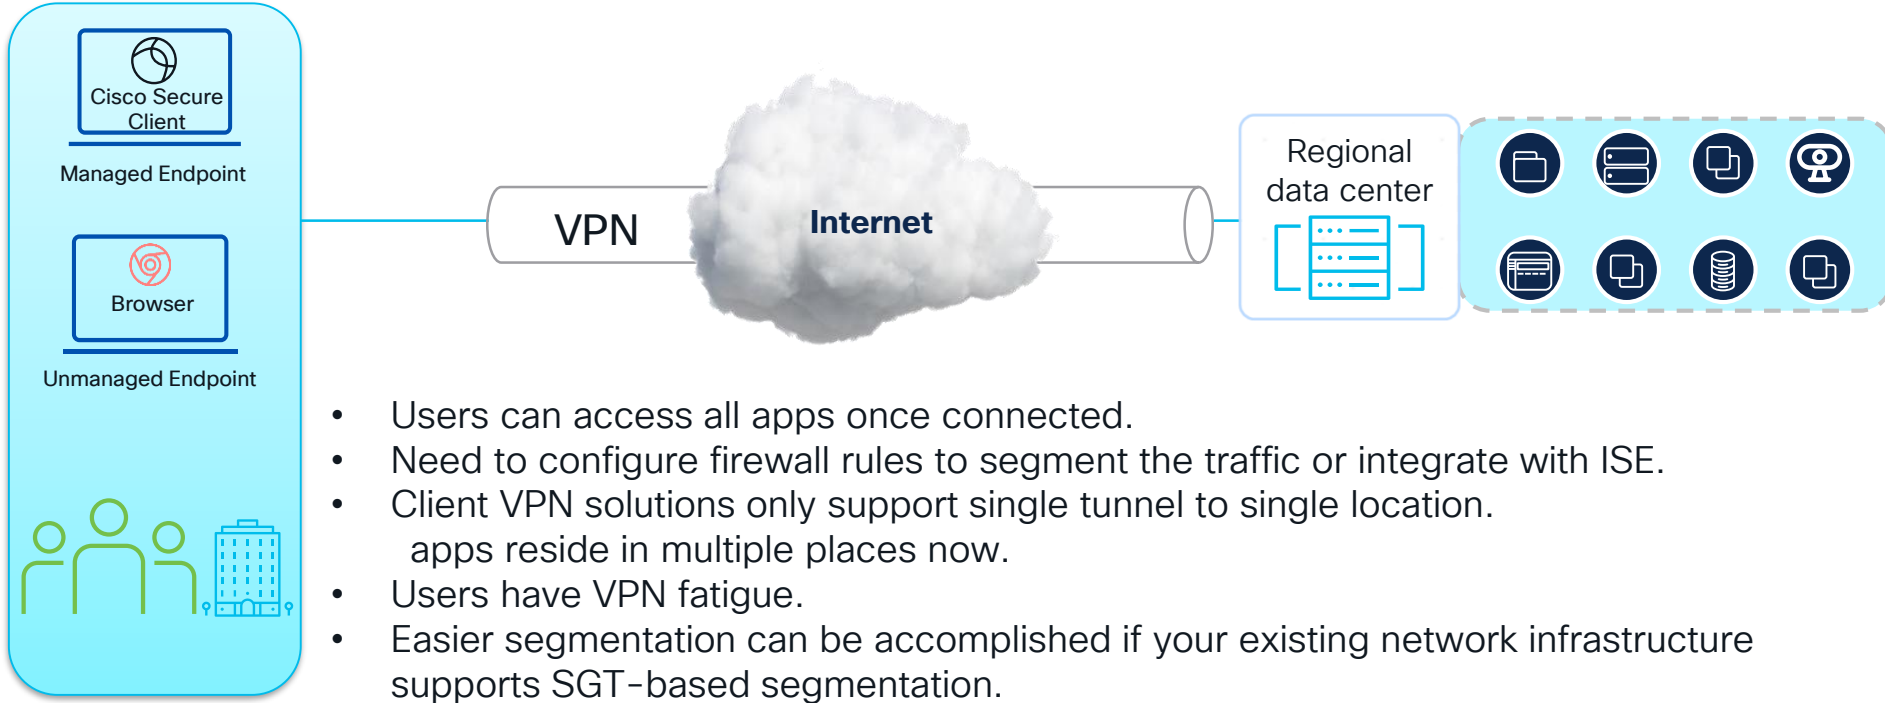 Cisco Secure
Client
Managed Endpoint
Browser
Unmanaged Endpoint
VPN
Internet
Regional
data center
• Users can access all apps once connected.
• Need to configure firewall rules to segment the traffic or integrate with ISE.
• Client VPN solutions only support single tunnel to single location.
apps reside in multiple places now.
• Users have VPN fatigue.
• Easier segmentation can be accomplished if your existing network infrastructure
supports SGT-based segmentation.